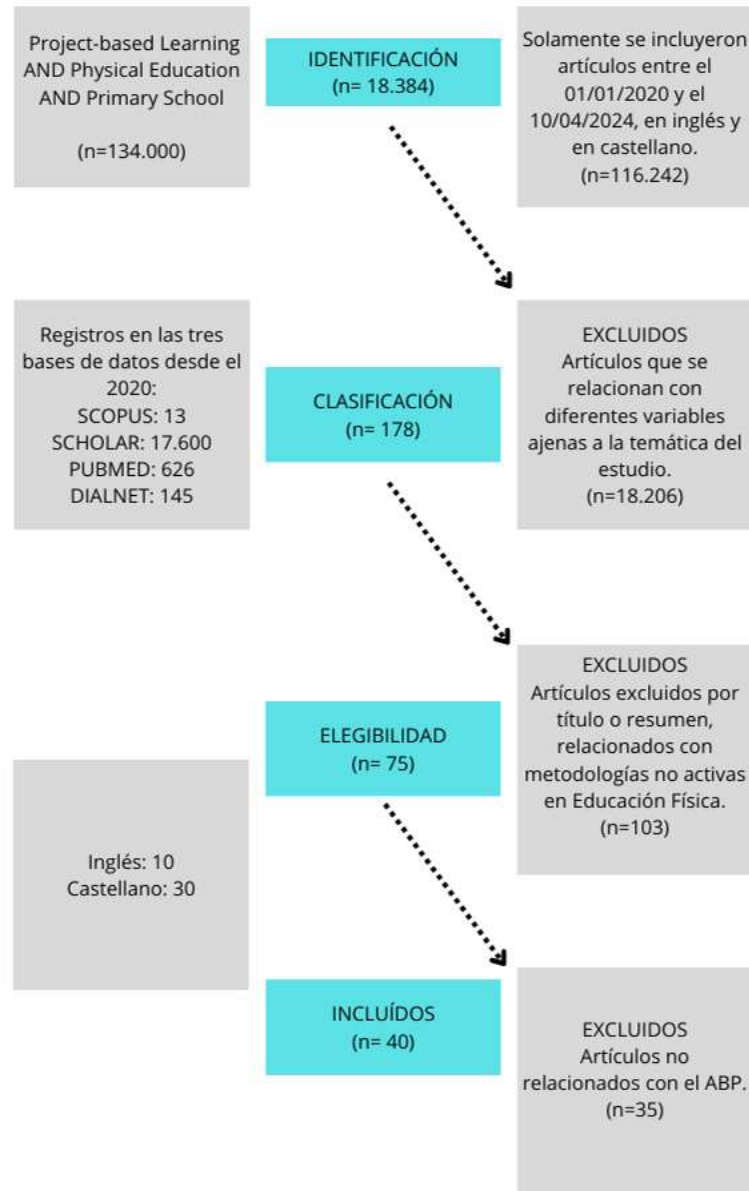 Project-based Learning
AND Physical Education
AND Primary School
(n=134.000)
IDENTIFICACIÓN
(n= 18.384)
Solamente se incluyeron
artículos entre el
01/01/2020 y el
10/04/2024, en inglés y
en castellano.
(n=116.242)
Registros en las tres
bases de datos desde el
2020:
SCOPUS: 13
SCHOLAR: 17.600
PUBMED: 626
DIALNET: 145
CLASIFICACIÓN
(n= 178)
EXCLUIDOS
Artículos que se
relacionan con
diferentes variables
ajenas a la temática del
estudio.
(n=18.206)
ELEGIBILIDAD
(n= 75)
EXCLUIDOS
Artículos excluidos por
título o resumen,
relacionados con
metodologías no activas
en Educación Física.
(n=103)
Inglés: 10
Castellano: 30
INCLUÍDOS
(n= 40)
EXCLUIDOS
Artículos no
relacionados con el ABP.
(n=35)